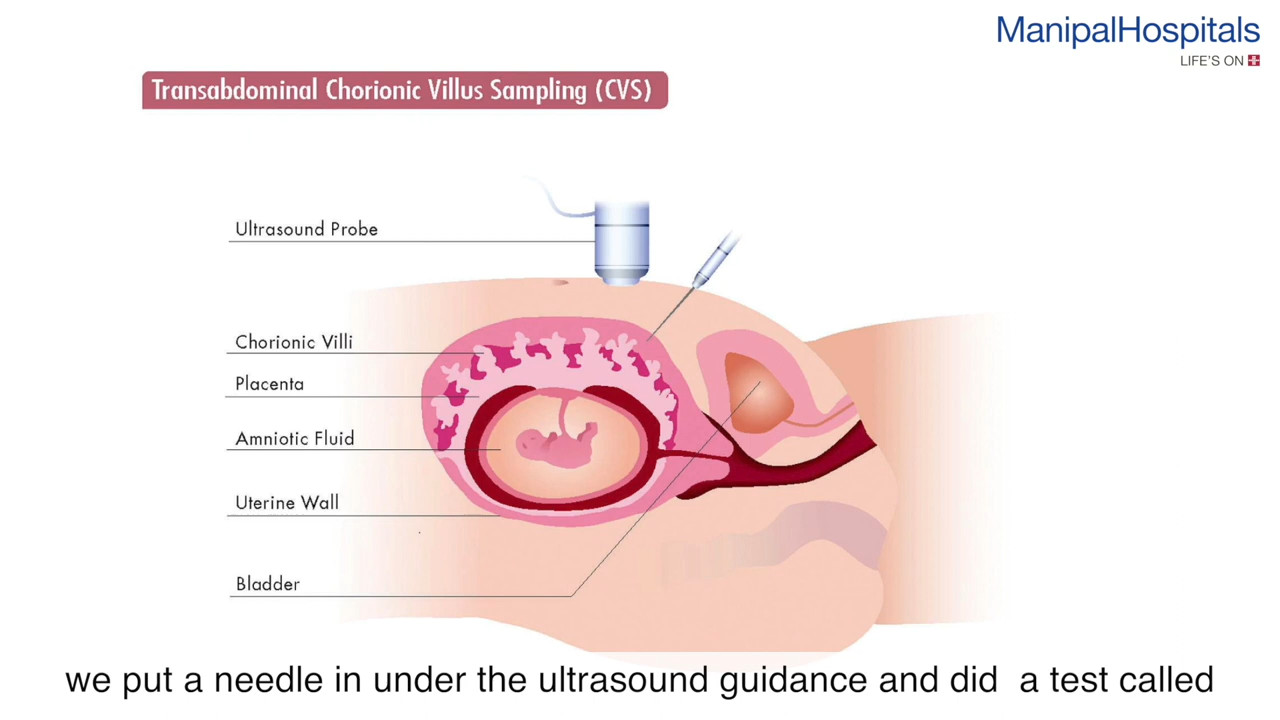 ManipalHospitals
LIFE'S ON
Transabdominal Chorionic Villus Sampling (CVS)
Ultrasound Probe
Chorionic Villi
Placenta
Amniotic Fluid
Uterine Wall
Bladder
we put a needle in under the ultrasound guidance and did a test called